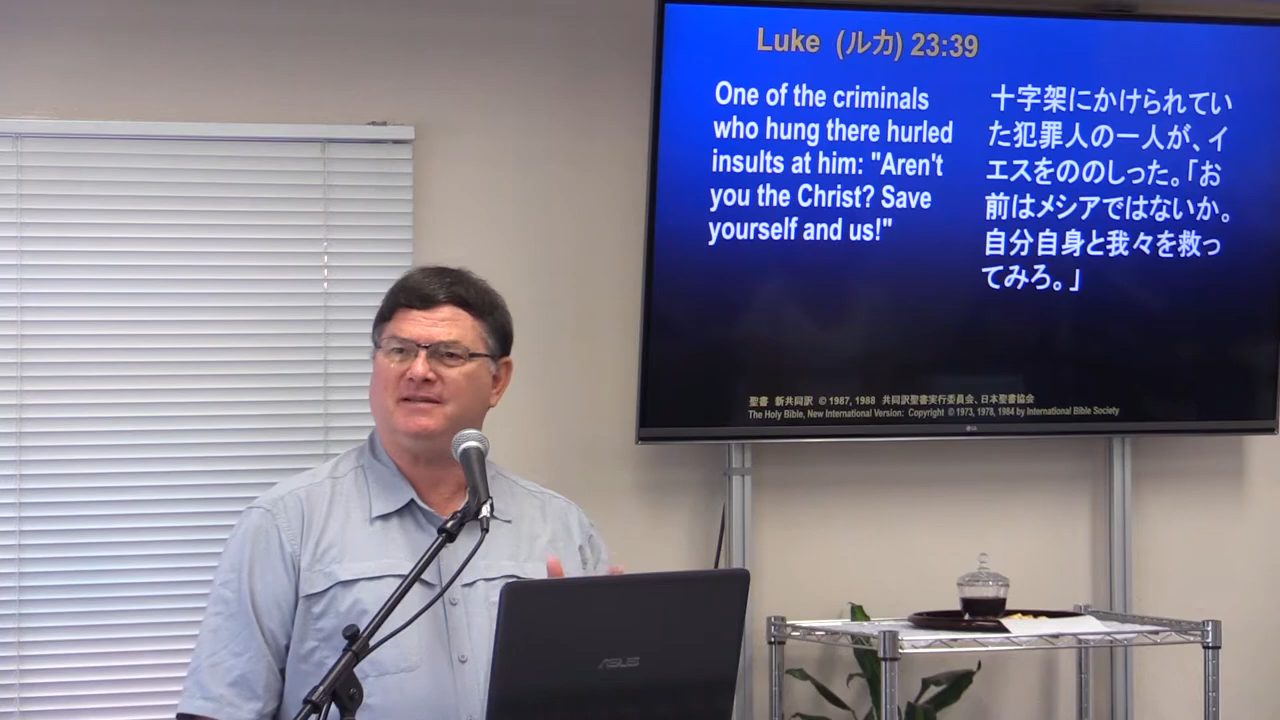 Luke (ルカ) 23:39
One of the criminals
who hung there hurled
insults at him: "Aren't
you the Christ? Save
yourself and us!"
十字架にかけられてい
た犯罪人の一人が、イ
エスをののしった。「お
前はメシアではないか。
自分自身と我々を救っ
てみろ。」
聖書 新共同訳 © 1987, 1988 共同訳聖書実行委員会、日本聖書協会
The Holy Bible, New International Version: Copyright © 1973, 1978, 1984 by International Bible Society
LG
ASUS